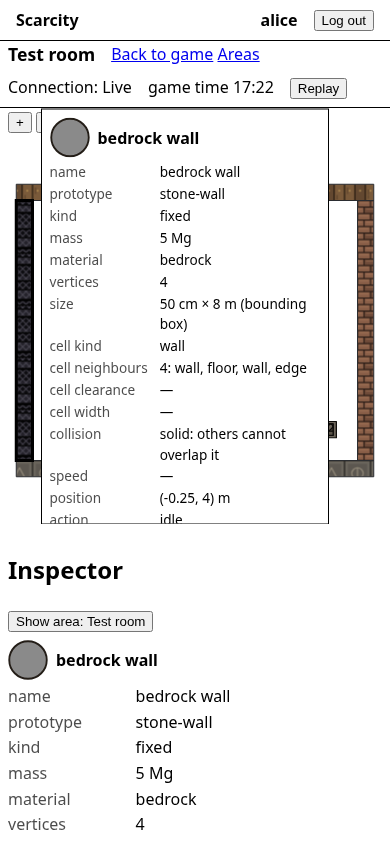 Scarcity
alice
Log out
Test room
Back to game
Areas
Connection: Live
game time 17:22
Replay
+
bedrock wall
name bedrock wall
prototype stone-wall
kind fixed
mass 5 Mg
material bedrock
vertices 4
size 50 cm × 8 m (bounding
box)
cell kind wall
cell neighbours 4: wall, floor, wall, edge
cell clearance —
cell width —
collision solid: others cannot
overlap it
speed —
position (-0.25, 4) m
action idle
Inspector
Show area: Test room
bedrock wall
name bedrock wall
prototype stone-wall
kind fixed
mass 5 Mg
material bedrock
vertices 4